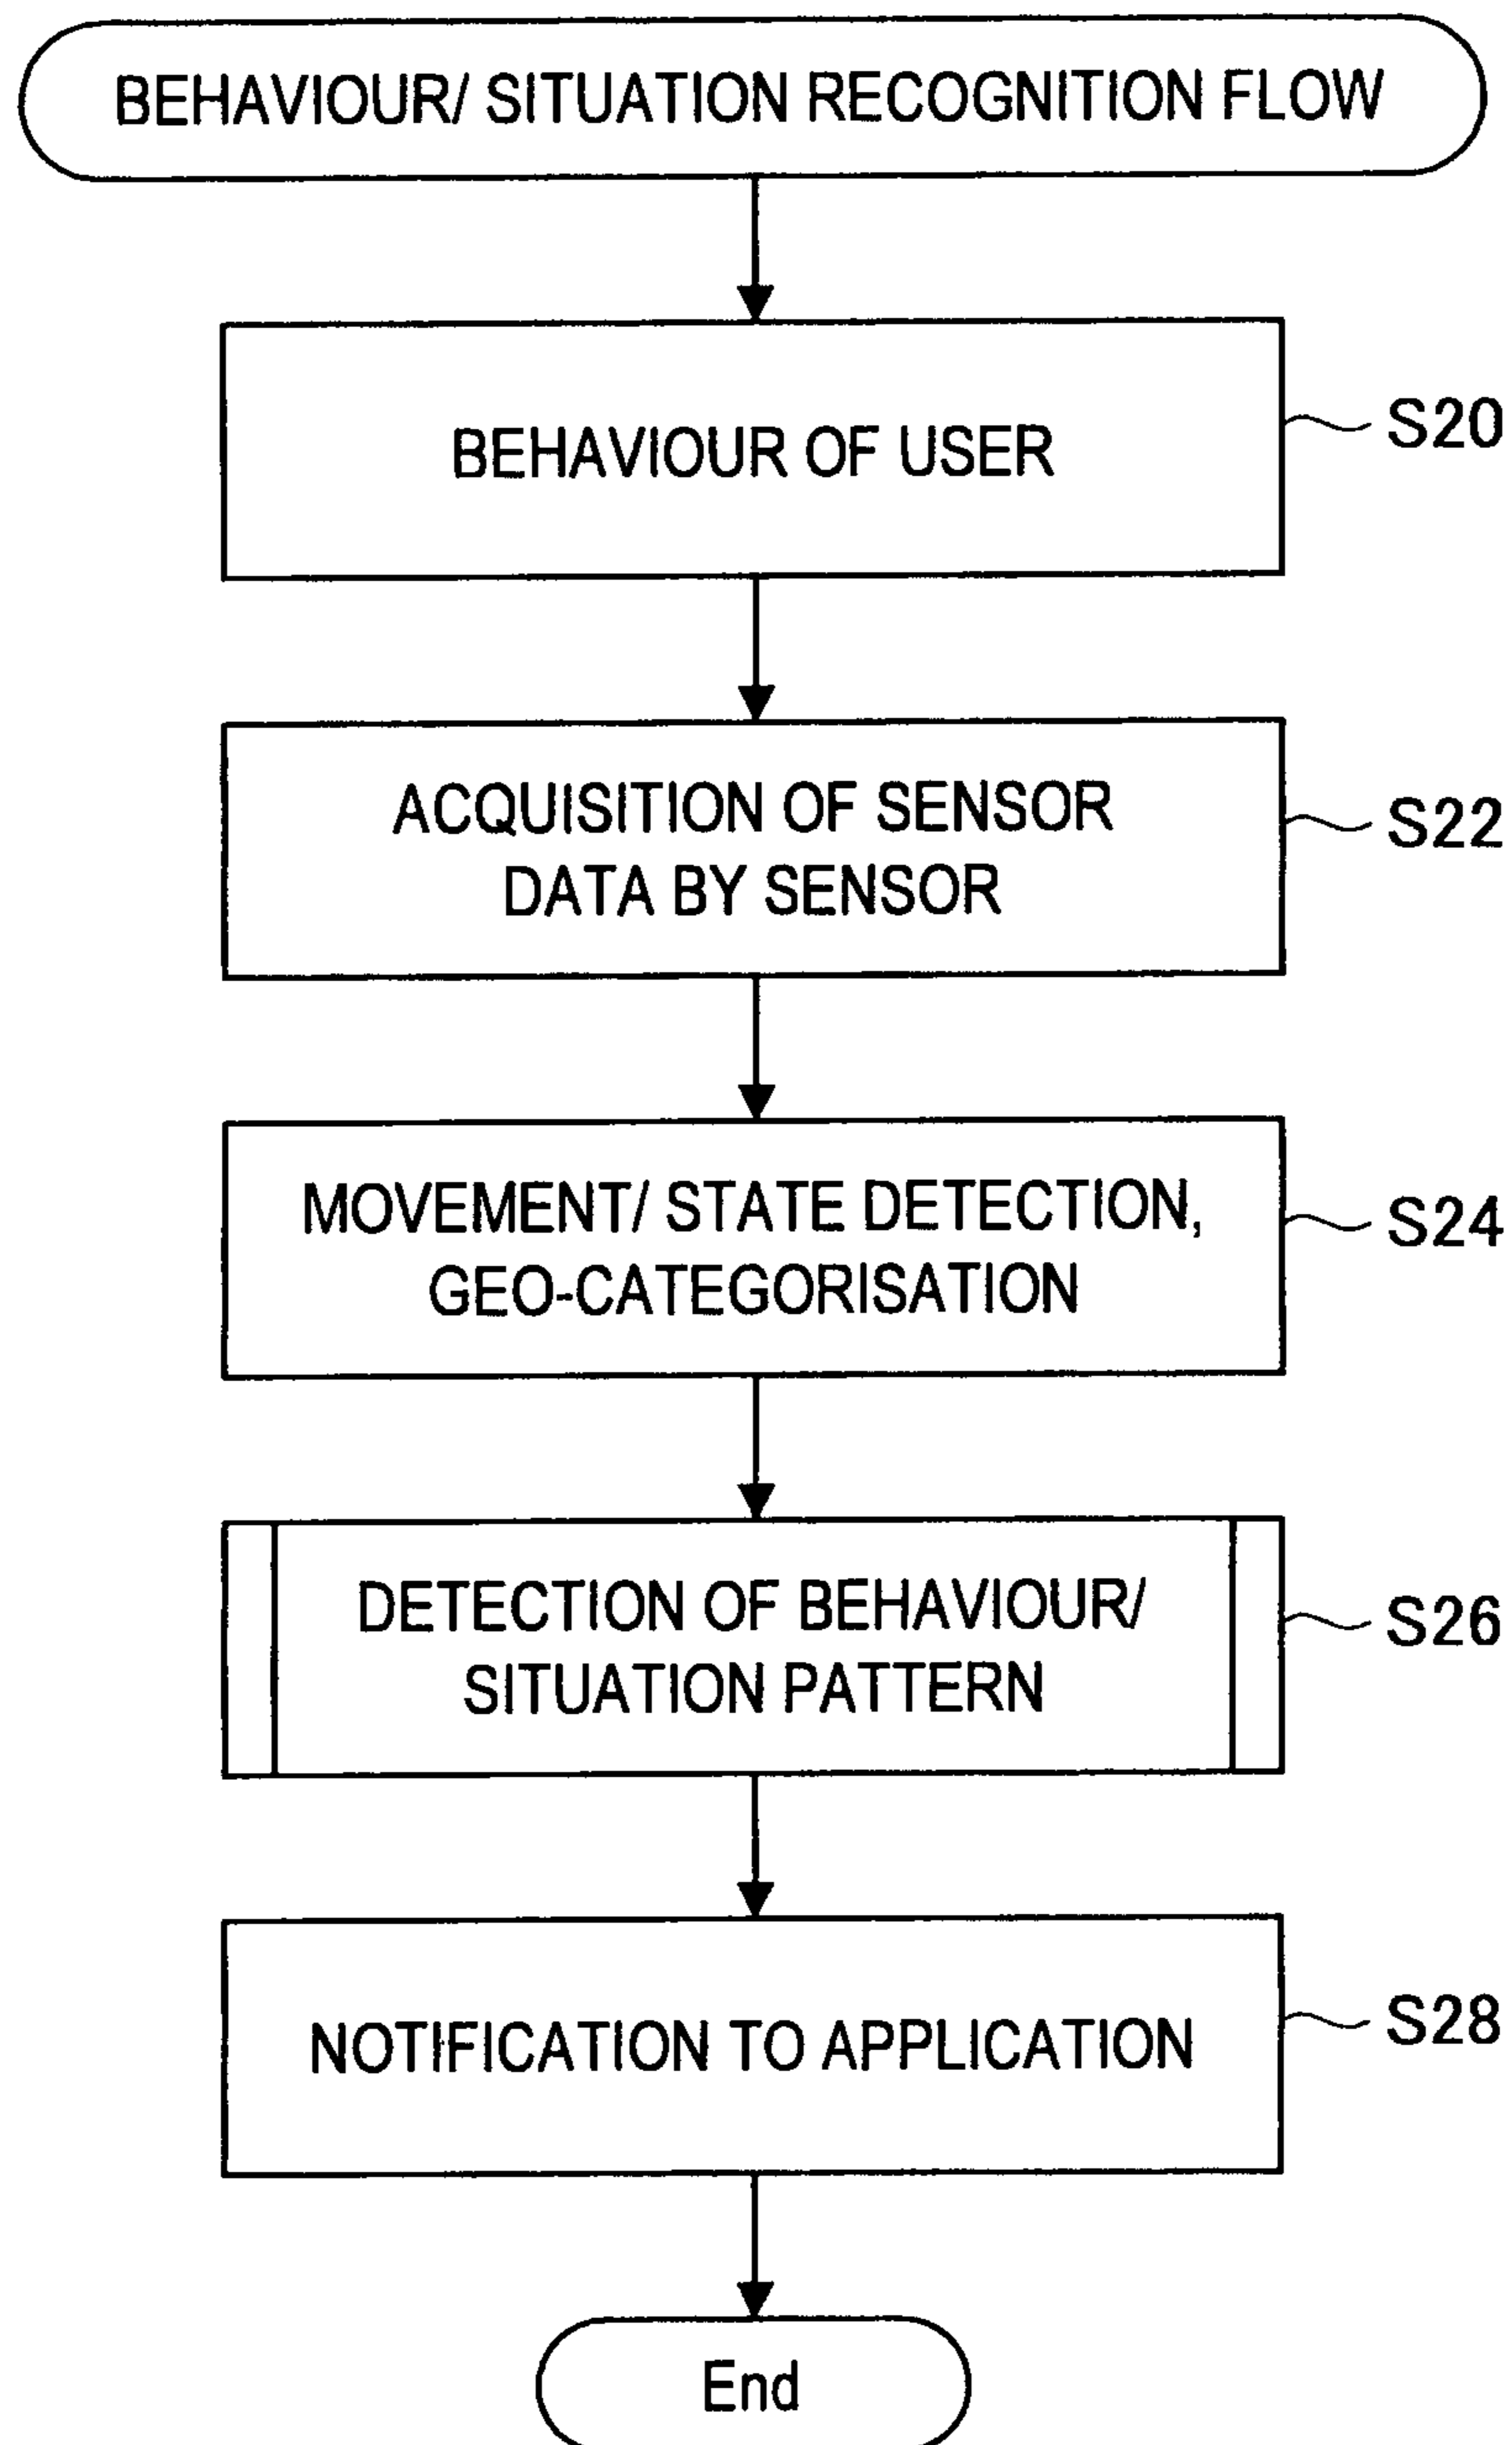 BEHAVIOUR/ SITUATION RECOGNITION FLOW
BEHAVIOUR OF USER
S20
ACQUISITION OF SENSOR
DATA BY SENSOR
S22
MOVEMENT/ STATE DETECTION,
GEO-CATEGORISATION
S24
DETECTION OF BEHAVIOUR/
SITUATION PATTERN
S26
NOTIFICATION TO APPLICATION
S28
End